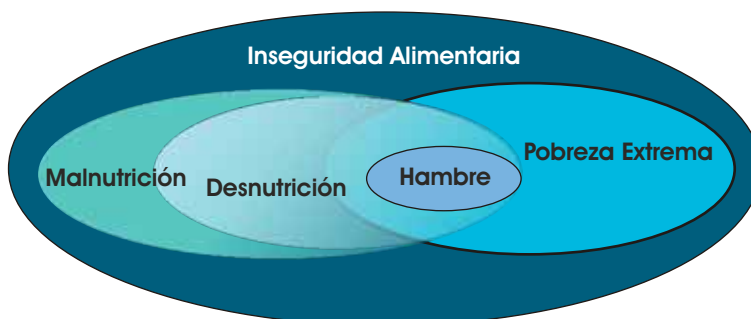 Inseguridad Alimentaria
Malnutrición
Desnutrición
Hambre
Pobreza Extrema